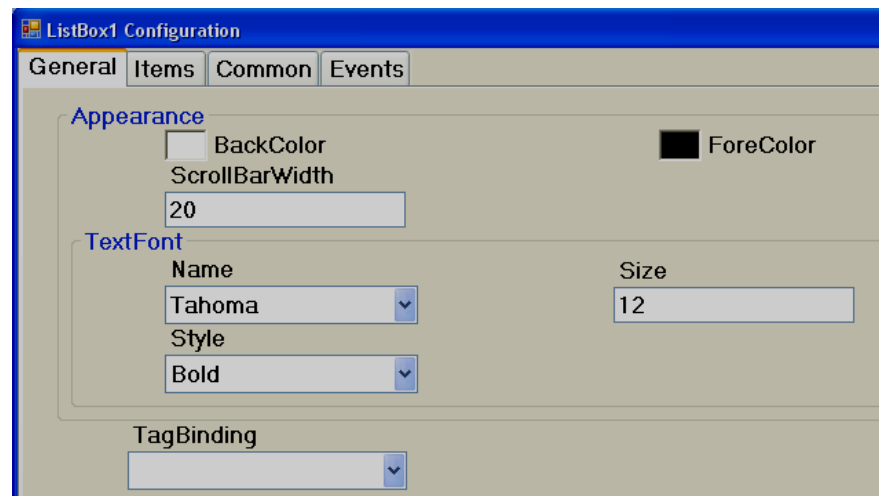 ListBox1 Configuration
General Items Common Events
Appearance
BackColor ForeColor
ScrollBarWidth
20
TextFont
Name Size
Tahoma 12
Style
Bold
TagBinding